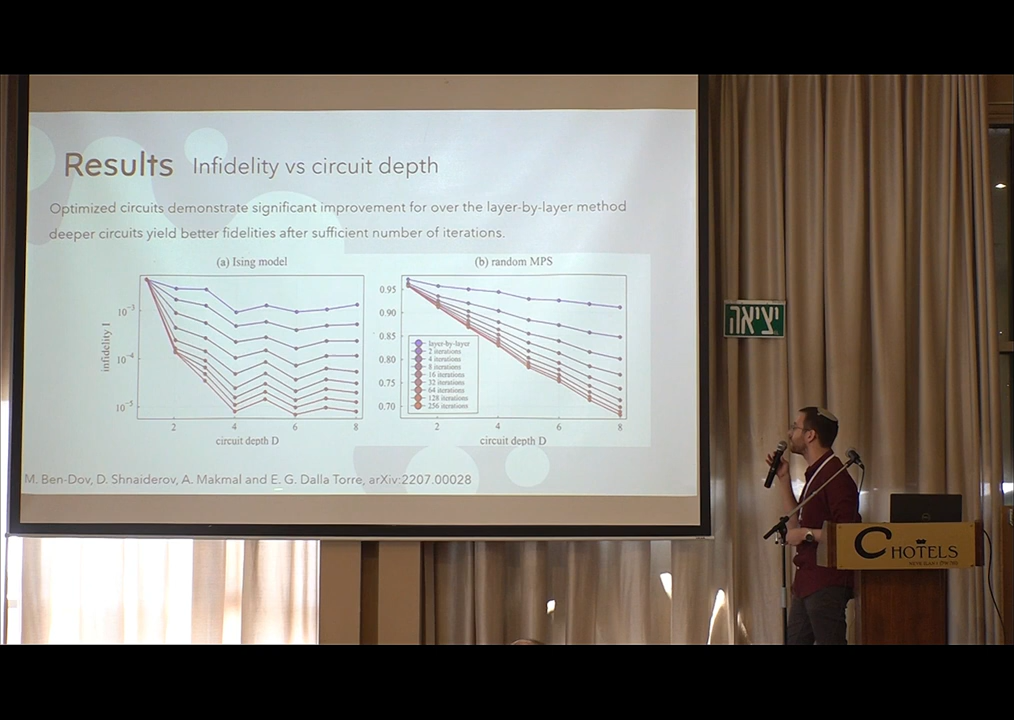 Results Infidelity vs circuit depth
Optimized circuits demonstrate significant improvement for over the layer-by-layer method
deeper circuits yield better fidelities after sufficient number of iterations.
(a) Ising model
(b) random MPS
infidelity I
10⁻³
10⁻⁴
10⁻⁵
2 4 6 8
circuit depth D
0.95
0.90
0.85
0.80
0.75
0.70
layer-by-layer
2 iterations
4 iterations
8 iterations
16 iterations
32 iterations
64 iterations
128 iterations
256 iterations
2 4 6 8
circuit depth D
M. Ben-Dov, D. Shnaiderov, A. Makmal and E. G. Dalla Torre, arXiv:2207.00028
יציאה
C HOTELS